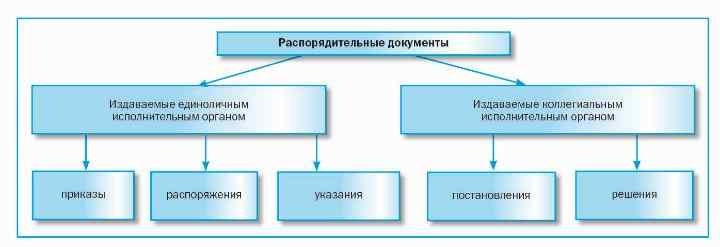 Распорядительные документы
Издаваемые единоличным
исполнительным органом
Издаваемые коллегиальным
исполнительным органом
приказы
распоряжения
указания
постановления
решения